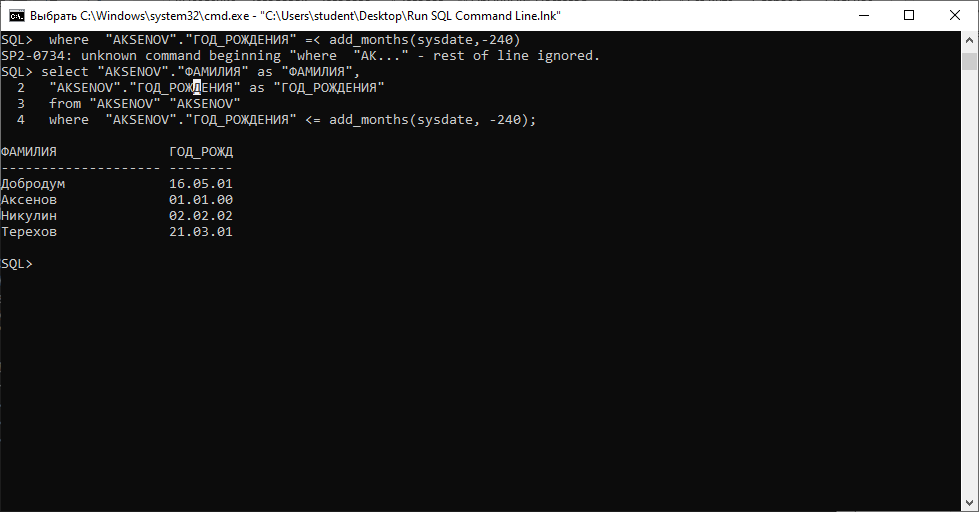 Выбрать C:\Windows\system32\cmd.exe - "C:\Users\student\Desktop\Run SQL Command Line.lnk"
SQL>  where  "AKSENOV"."ГОД_РОЖДЕНИЯ" =< add_months(sysdate,-240)
SP2-0734: unknown command beginning "where  "AK..." - rest of line ignored.
SQL> select "AKSENOV"."ФАМИЛИЯ" as "ФАМИЛИЯ",
  2   "AKSENOV"."ГОД_РОЖДЕНИЯ" as "ГОД_РОЖДЕНИЯ"
  3   from "AKSENOV" "AKSENOV"
  4   where  "AKSENOV"."ГОД_РОЖДЕНИЯ" <= add_months(sysdate, -240);
ФАМИЛИЯ              ГОД_РОЖД
-------------------- --------
Добродум             16.05.01
Аксенов              01.01.00
Никулин              02.02.02
Терехов              21.03.01
SQL>